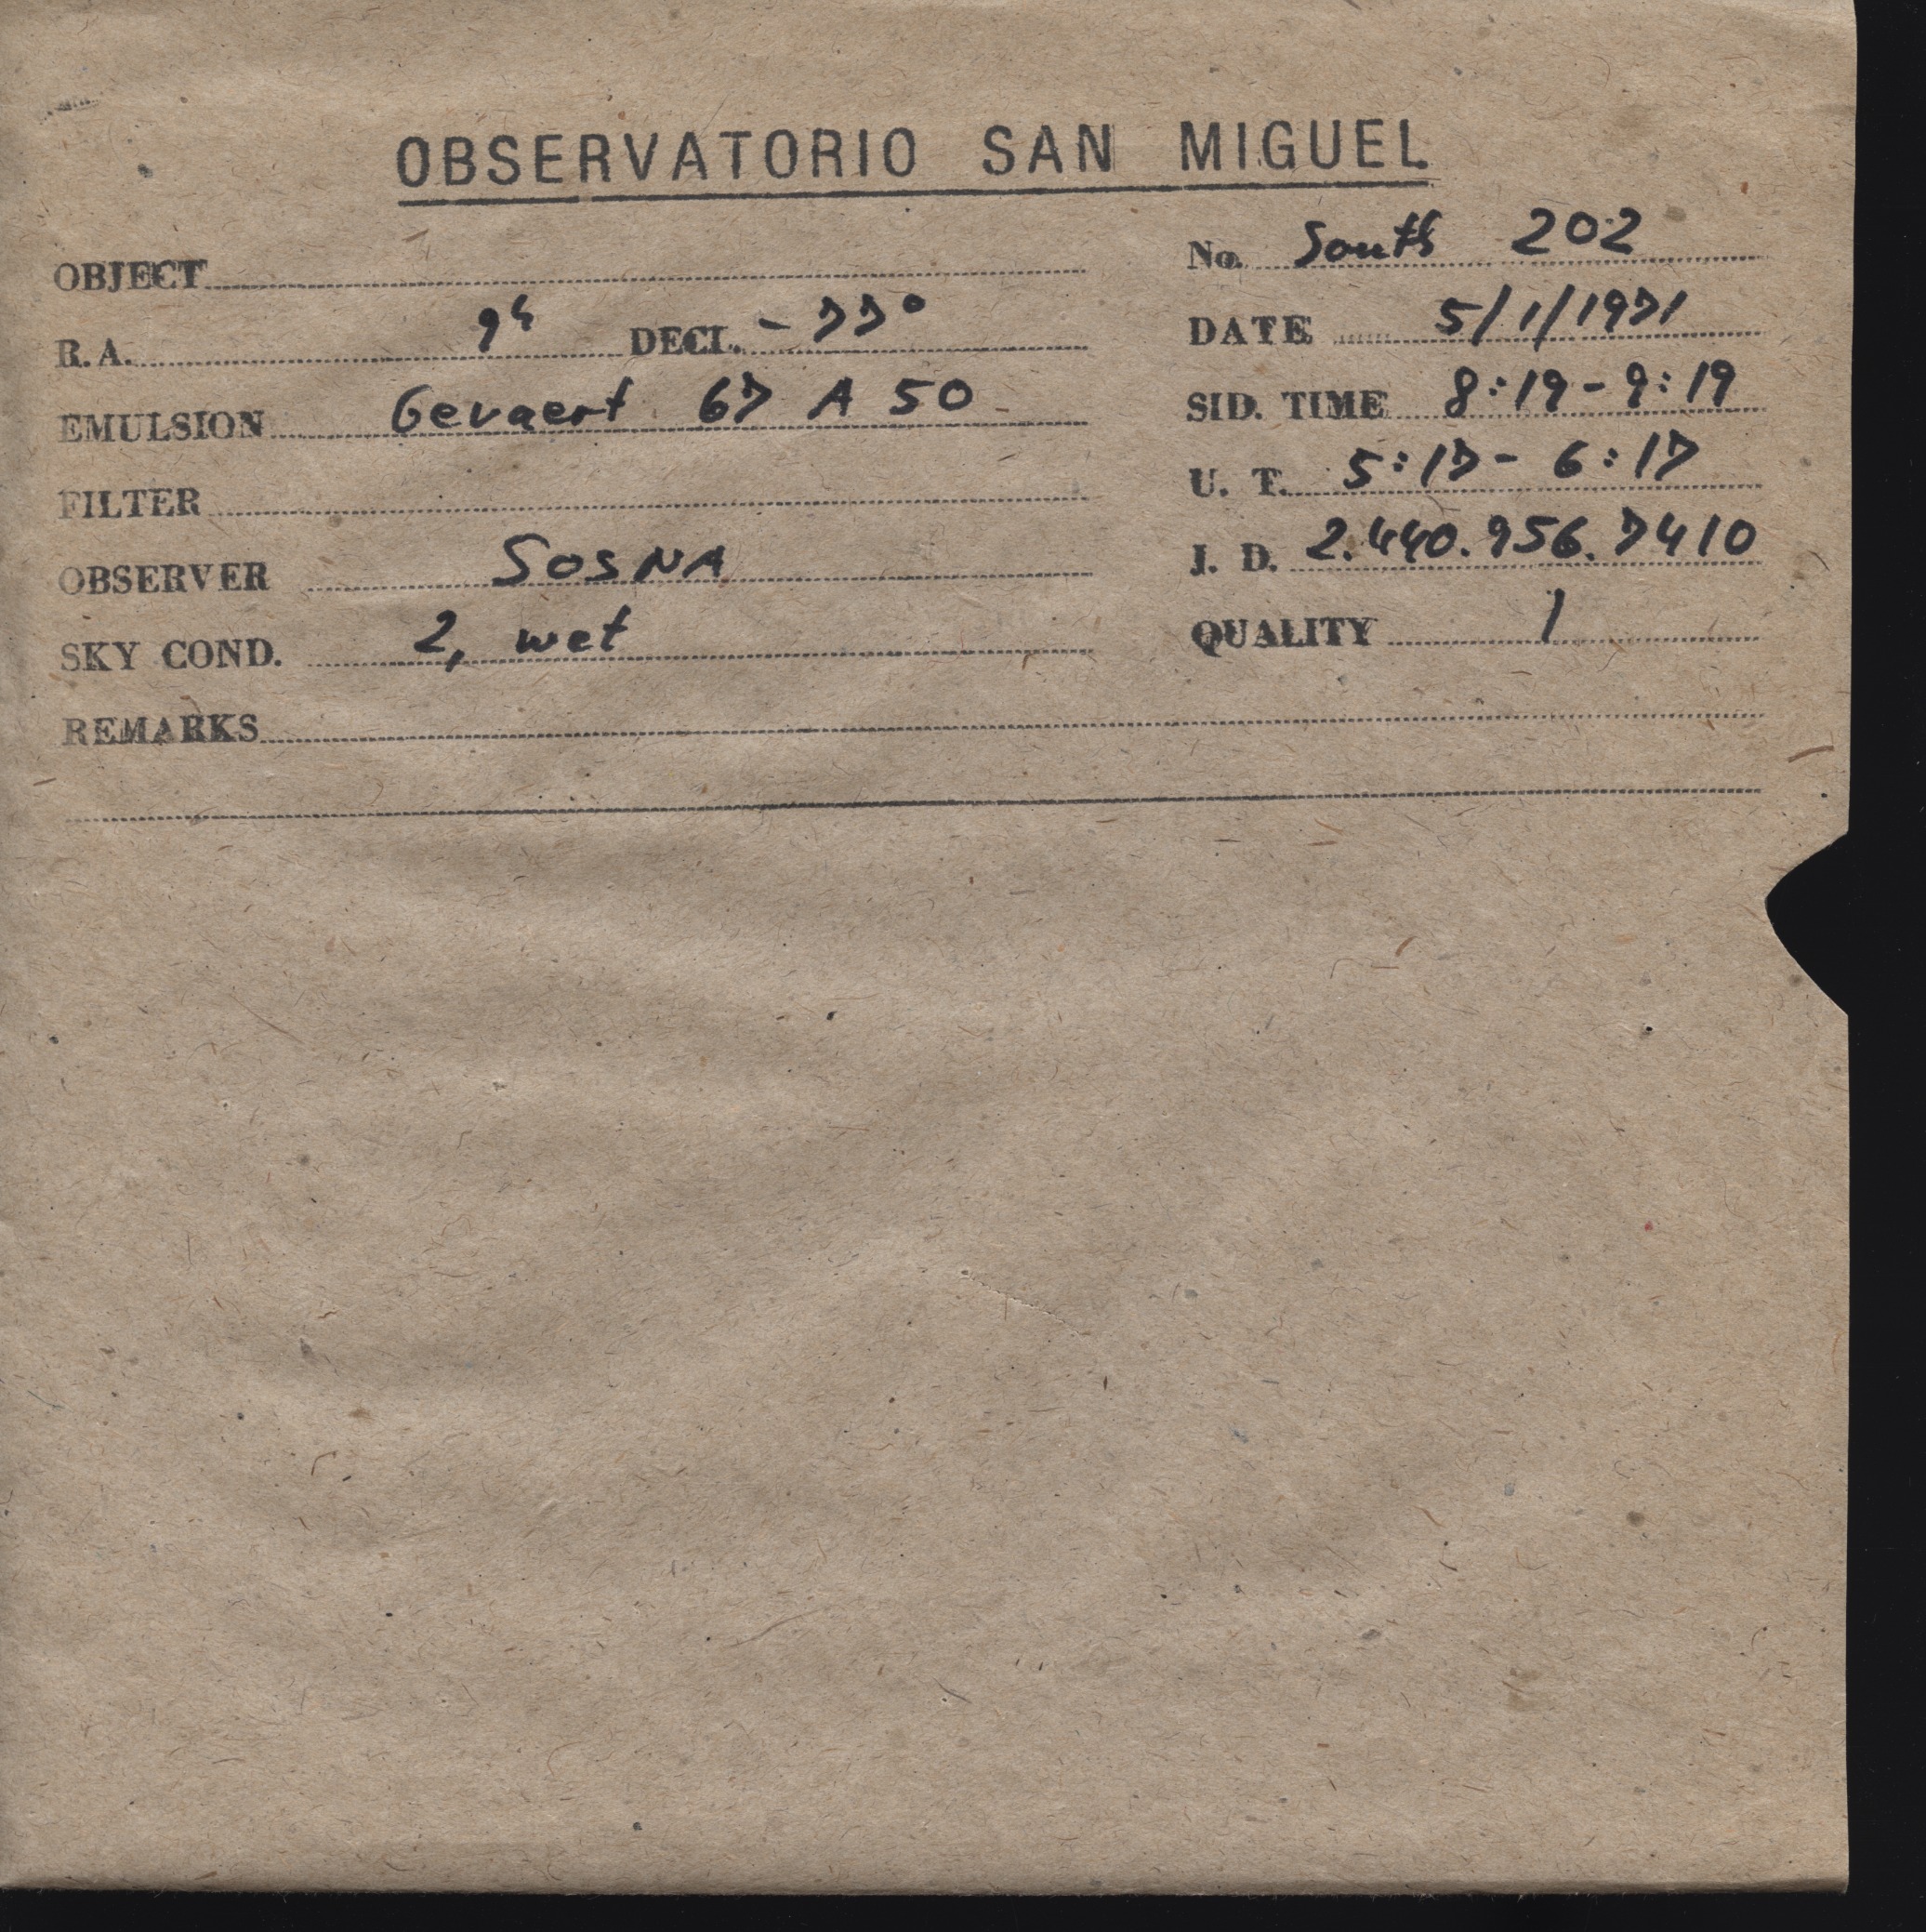 OBSERVATORIO SAN MIGUEL
OBJECT
No. South 202
R.A. 9h DECL. - 77°
DATE 5/1/1971
EMULSION Gevaert 67 A 50
SID. TIME 8:19 - 9:19
FILTER
U. T. 5:17 - 6:17
OBSERVER SOSNA
J. D. 2.440.956.7410
SKY COND. 2, wet
QUALITY 1
REMARKS